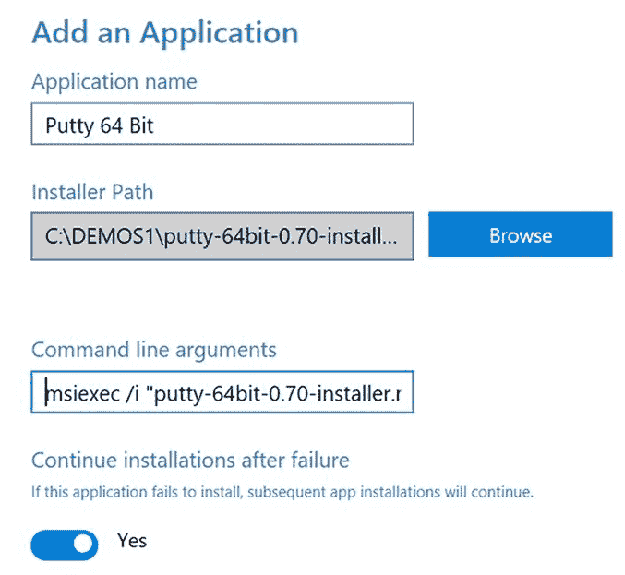 Add an Application
Application name
Putty 64 Bit
Installer Path
C:\DEMOS1\putty-64bit-0.70-install...
Browse
Command line arguments
msiexec /i "putty-64bit-0.70-installer.r
Continue installations after failure
If this application fails to install, subsequent app installations will continue.
Yes